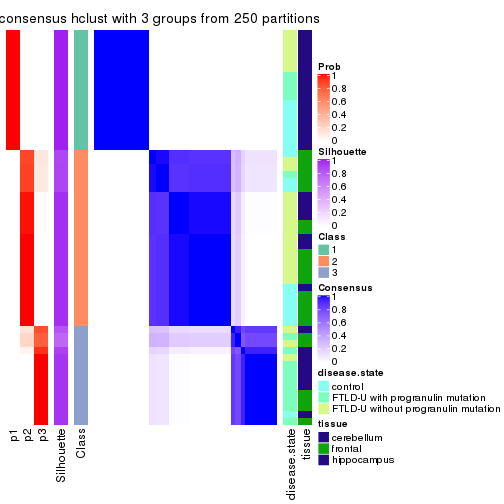 consensus hclust with 3 groups from 250 partitions
Prob
1
0.8
0.6
0.4
0.2
0
Silhouette
1
0.8
0.6
0.4
0.2
0
Class
1
2
3
Consensus
1
0.8
0.6
0.4
0.2
0
disease.state
control
FTLD-U with progranulin mutation
FTLD-U without progranulin mutation
tissue
cerebellum
frontal
hippocampus
p1
p2
p3
Silhouette
Class
disease.state
tissue